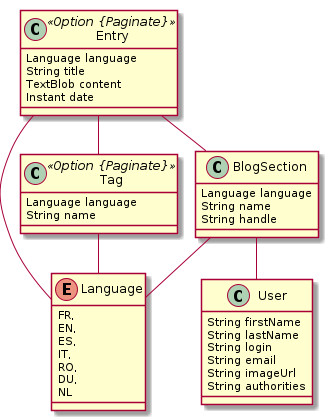 C «Option {Paginate}»
Entry
Language language
String title
TextBlob content
Instant date
C «Option {Paginate}»
Tag
Language language
String name
C BlogSection
Language language
String name
String handle
E Language
FR,
EN,
ES,
IT,
RO,
DU,
NL
C User
String firstName
String lastName
String login
String email
String imageUrl
String authorities